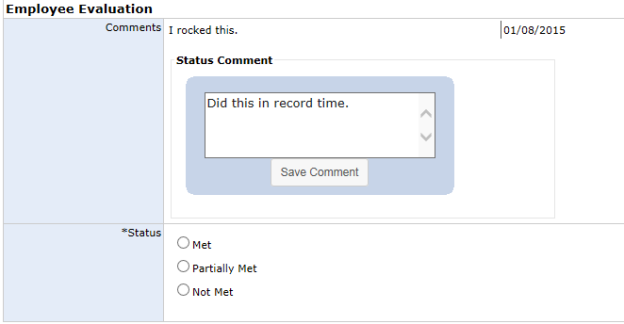 Employee Evaluation
Comments I rocked this. 01/08/2015
Status Comment
Did this in record time.
Save Comment
*Status
Met
Partially Met
Not Met